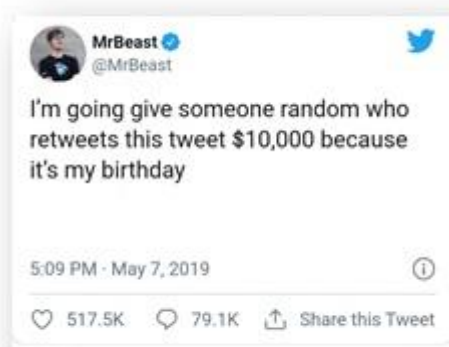 MrBeast
@MrBeast
I'm going give someone random who
retweets this tweet $10,000 because
it's my birthday
5:09 PM · May 7, 2019
517.5K 79.1K Share this Tweet